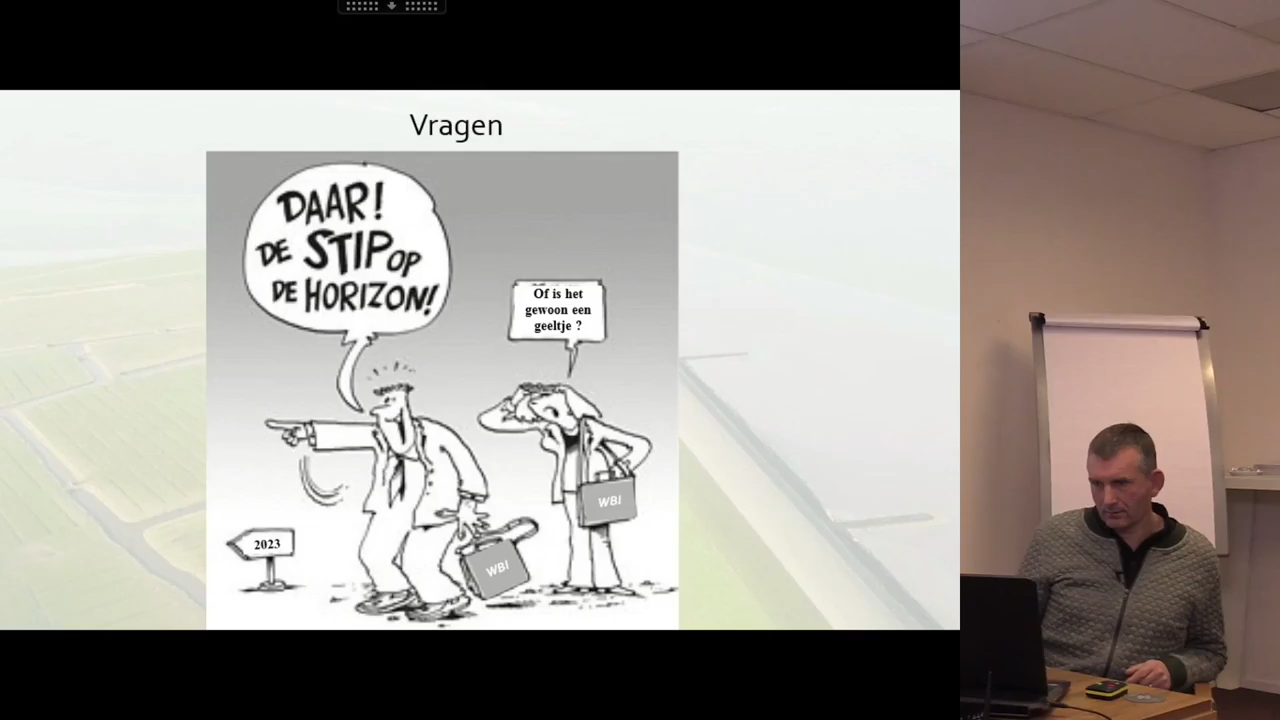 Vragen
DAAR!
DE STIP OP
DE HORIZON!
Of is het
gewoon een
geeltje ?
2023
WBI
WBI